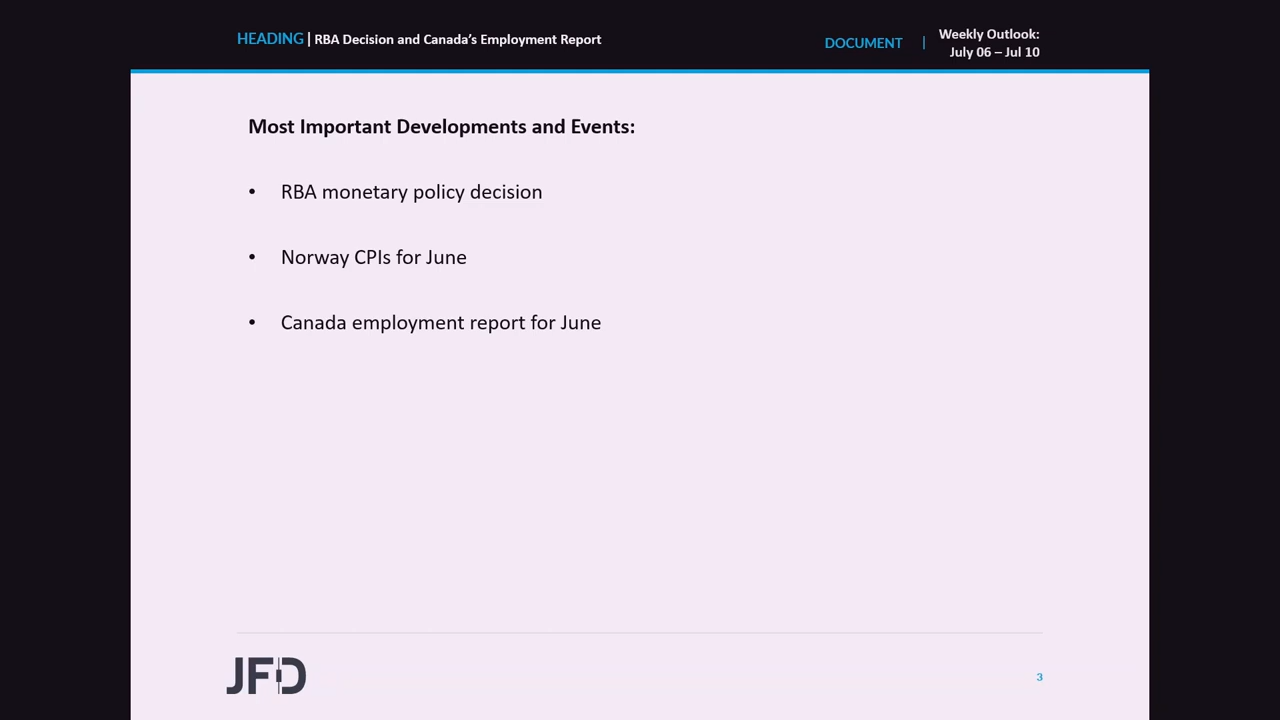 HEADING | RBA Decision and Canada’s Employment Report
DOCUMENT | Weekly Outlook:
July 06 – Jul 10
Most Important Developments and Events:
• RBA monetary policy decision
• Norway CPIs for June
• Canada employment report for June
JFD
3